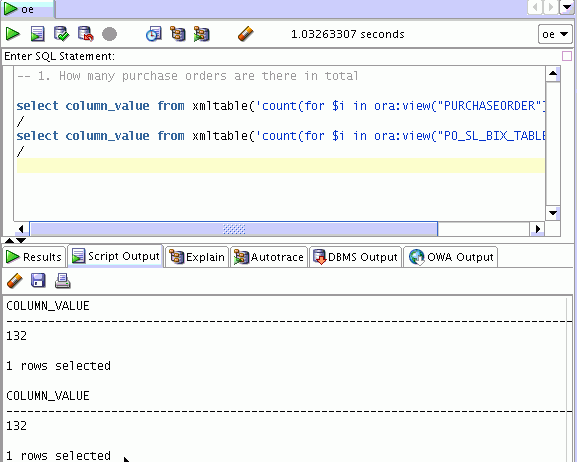 oe
1.03263307 seconds
oe
Enter SQL Statement:
-- 1. How many purchase orders are there in total
select column_value from xmltable('count(for $i in ora:view("PURCHASEORDER")
/
select column_value from xmltable('count(for $i in ora:view("PO_SL_BIX_TABLE
/
Results Script Output Explain Autotrace DBMS Output OWA Output
COLUMN_VALUE
--------------------------------------------------------------------------------
132
1 rows selected
COLUMN_VALUE
--------------------------------------------------------------------------------
132
1 rows selected